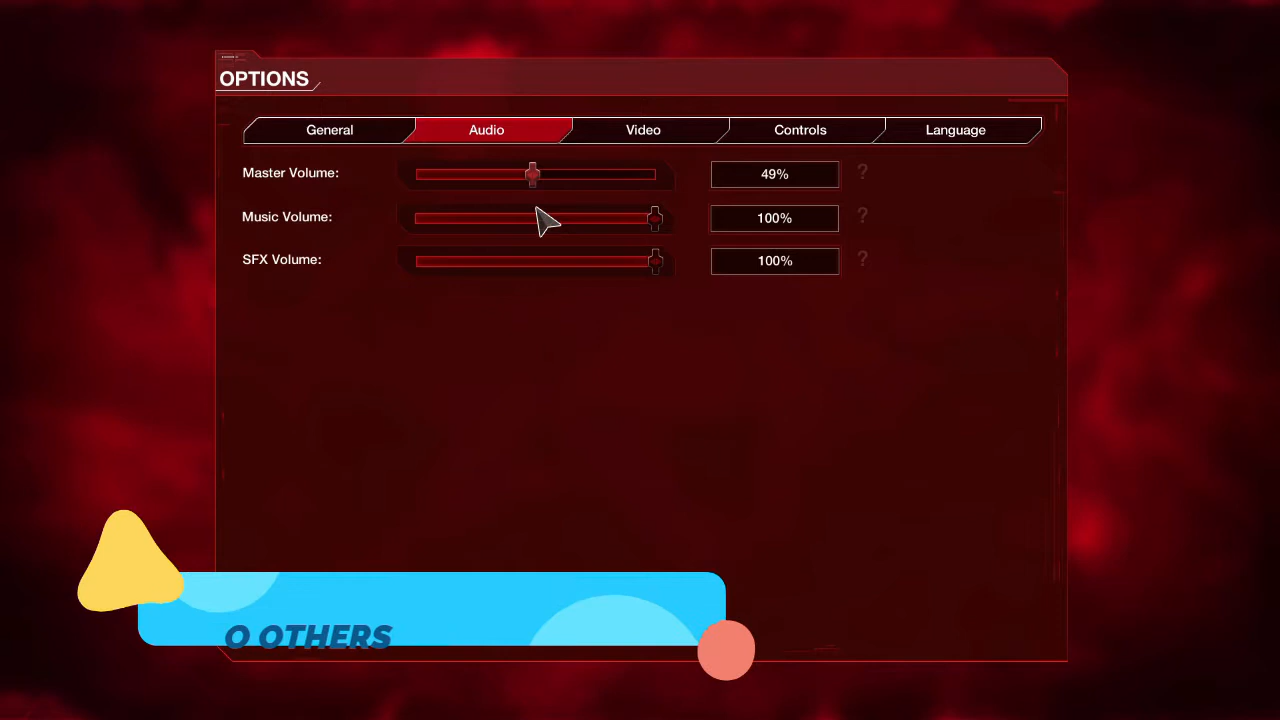 OPTIONS
General Audio Video Controls Language
Master Volume: 49% ?
Music Volume: 100% ?
SFX Volume: 100% ?
O OTHERS